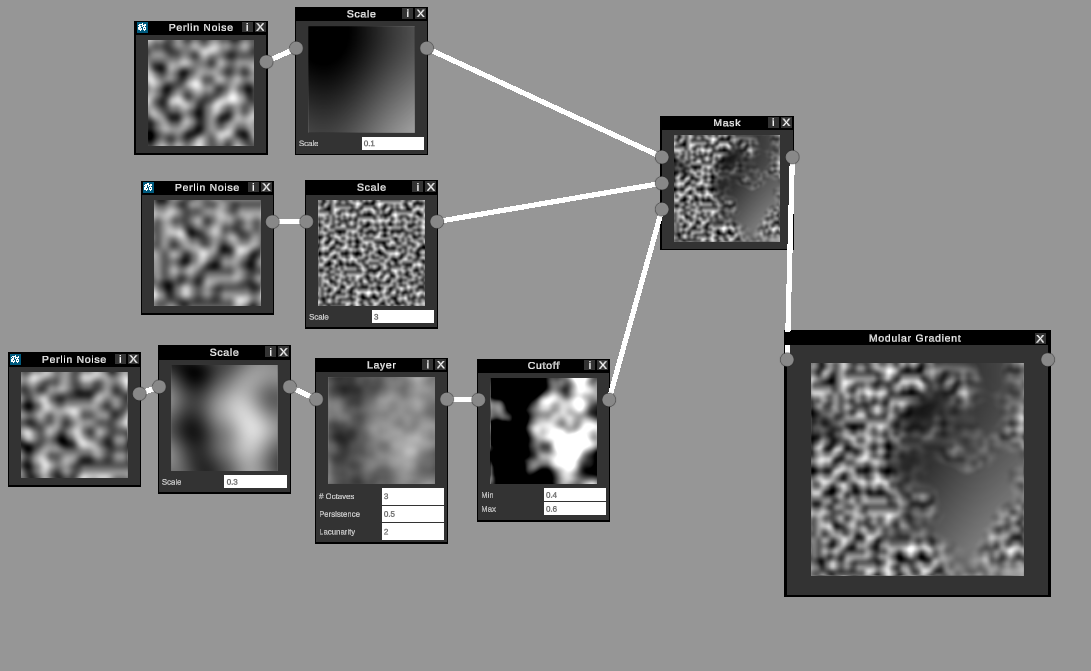 Perlin Noise i X
Scale i X
Scale 0.1
Mask i X
Perlin Noise i X
Scale i X
Scale 3
Modular Gradient X
Perlin Noise i X
Scale i X
Scale 0.3
Layer i X
# Octaves 3
Persistence 0.5
Lacunarity 2
Cutoff i X
Min 0.4
Max 0.6